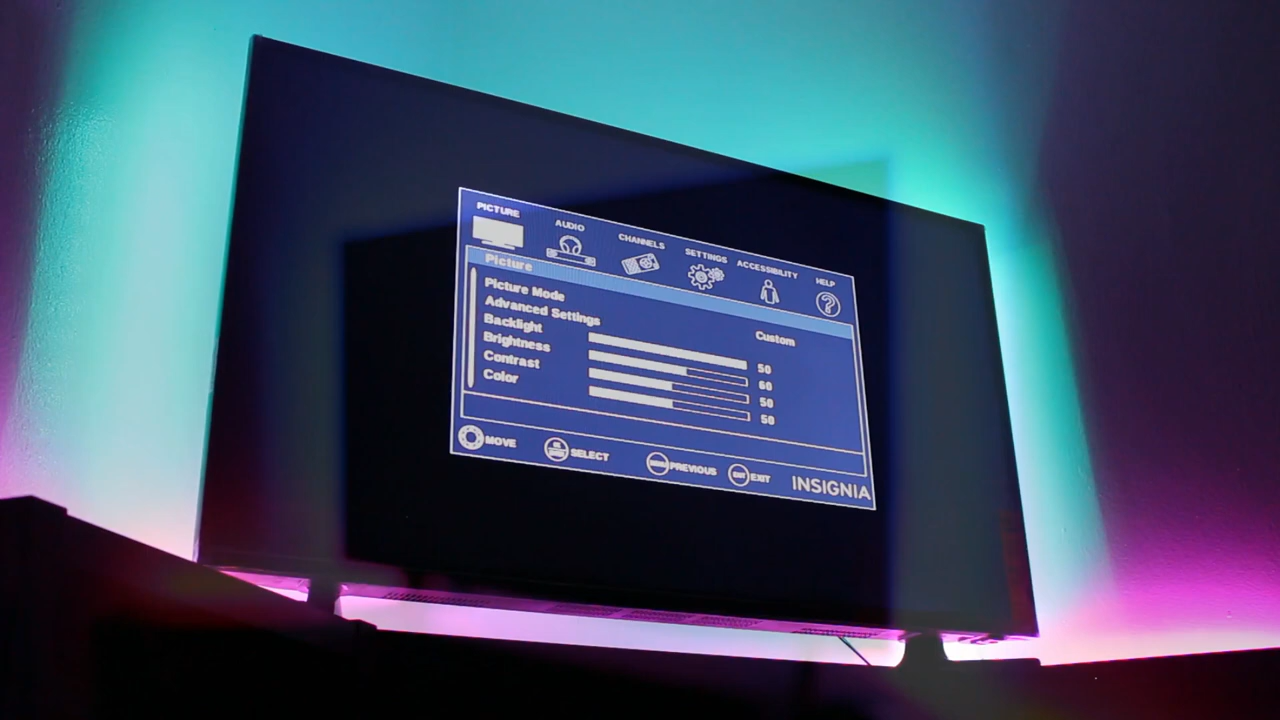 PICTURE AUDIO CHANNELS SETTINGS ACCESSIBILITY HELP
Picture
Picture Mode Custom
Advanced Settings
Backlight 50
Brightness 60
Contrast 50
Color 50
MOVE SELECT PREVIOUS EXIT INSIGNIA